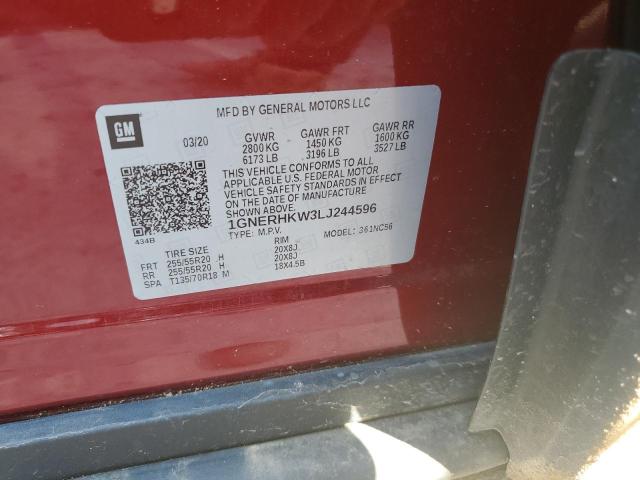 GM
MFD BY GENERAL MOTORS LLC
03/20
GVWR GAWR FRT GAWR RR
2800 KG 1450 KG 1600 KG
6173 LB 3196 LB 3527 LB
THIS VEHICLE CONFORMS TO ALL
APPLICABLE U.S. FEDERAL MOTOR
VEHICLE SAFETY STANDARDS IN EFFECT
ON THE DATE OF MANUFACTURE
SHOWN ABOVE.
1GNERHKW3LJ244596
TYPE: M.P.V. MODEL: 361NC56
434B
TIRE SIZE RIM
FRT 255/55R20 H 20X8J
RR 255/55R20 H 20X8J
SPA T135/70R18 M 18X4.5B